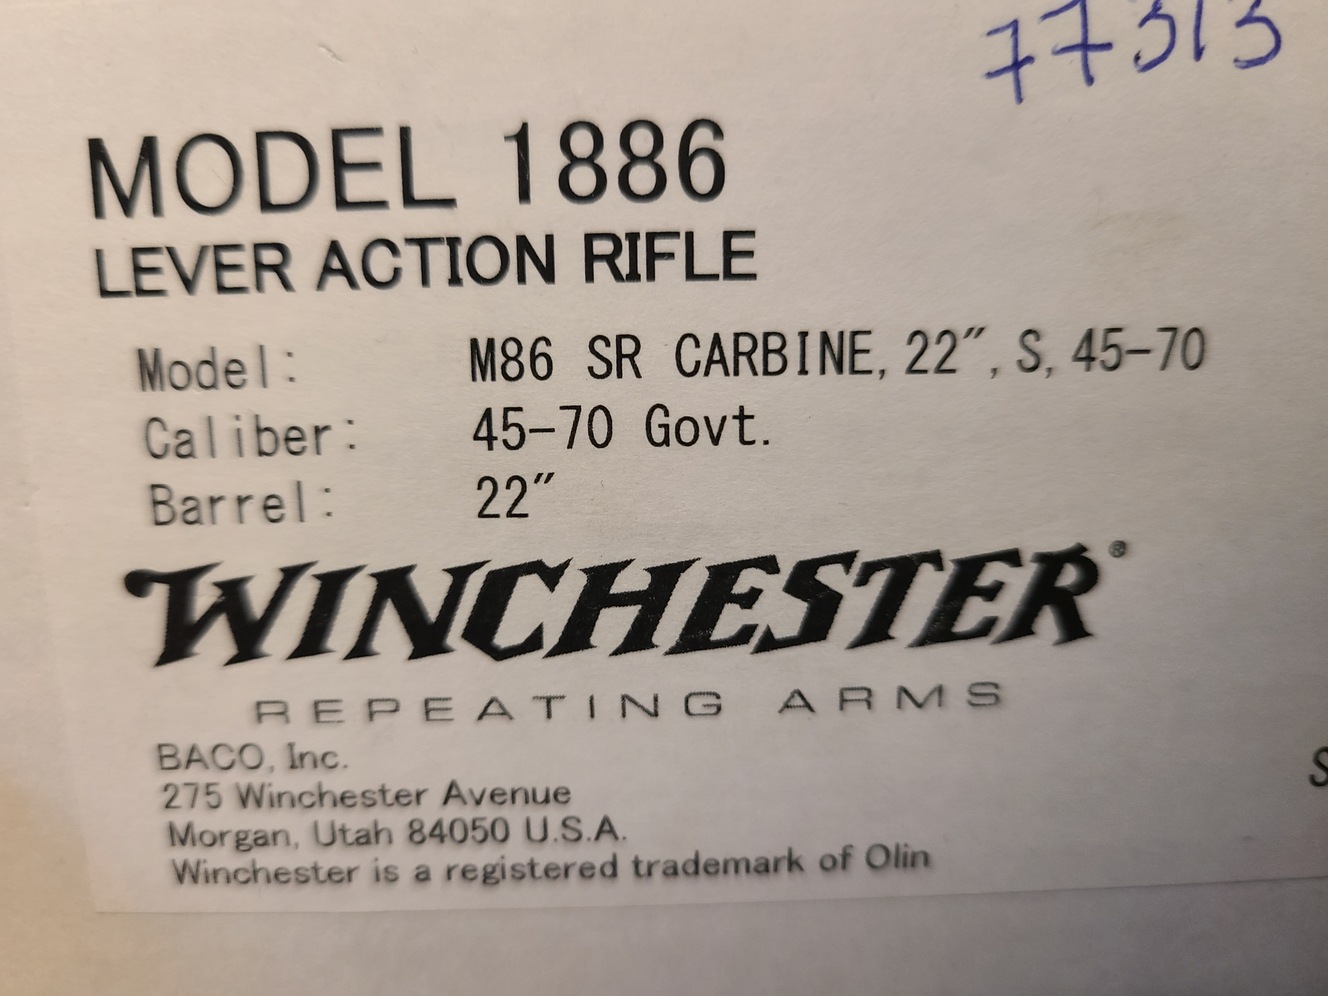 77313
MODEL 1886
LEVER ACTION RIFLE
Model: M86 SR CARBINE, 22", S, 45-70
Caliber: 45-70 Govt.
Barrel: 22"
WINCHESTER®
REPEATING ARMS
BACO, Inc.
275 Winchester Avenue
Morgan, Utah 84050 U.S.A.
Winchester is a registered trademark of Olin